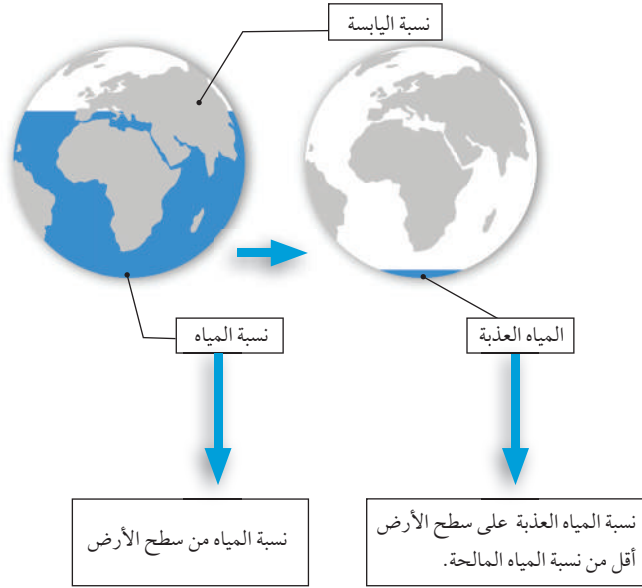 نسبة اليابسة
المياه العذبة
نسبة المياه
نسبة المياه العذبة على سطح الأرض
أقل من نسبة المياه المالحة.
نسبة المياه من سطح الأرض